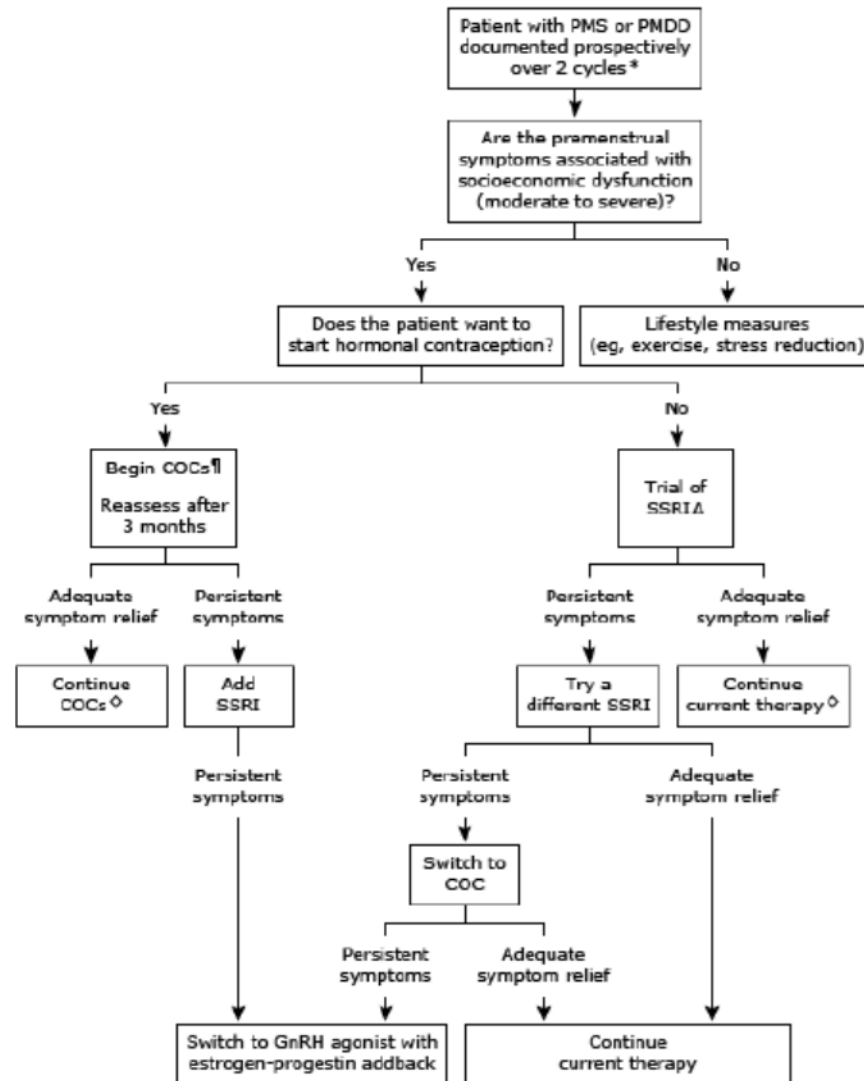 Patient with PMS or PMDD
documented prospectively
over 2 cycles*
Are the premenstrual
symptoms associated with
socioeconomic dysfunction
(moderate to severe)?
Yes
No
Does the patient want to
start hormonal contraception?
Lifestyle measures
(eg, exercise, stress reduction)
Yes
No
Begin COCs¶
Reassess after
3 months
Trial of
SSRIΔ
Adequate
symptom relief
Persistent
symptoms
Persistent
symptoms
Adequate
symptom relief
Continue
COCs◊
Add
SSRI
Try a
different SSRI
Continue
current therapy◊
Persistent
symptoms
Persistent
symptoms
Adequate
symptom relief
Switch to
COC
Persistent
symptoms
Adequate
symptom relief
Switch to GnRH agonist with
estrogen-progestin addback
Continue
current therapy